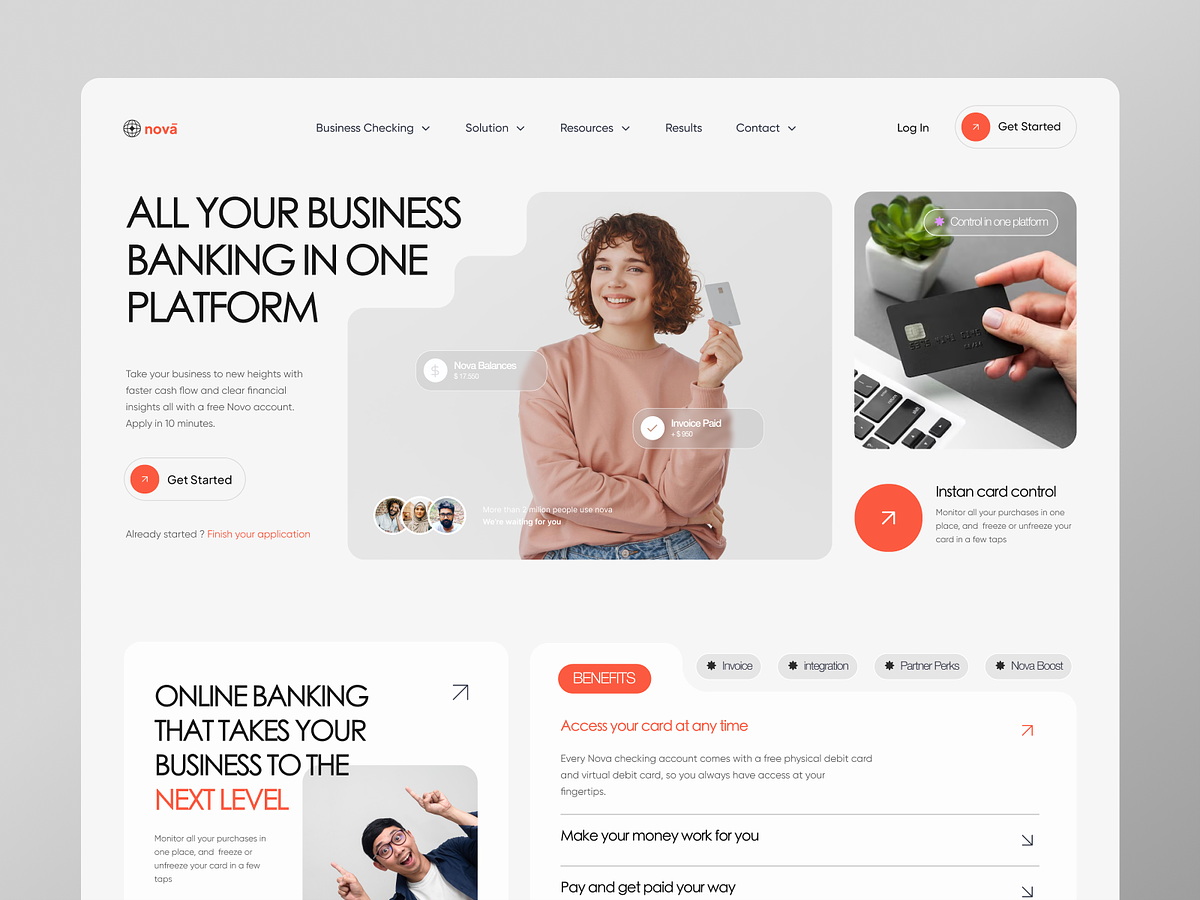 novā
Business Checking
Solution
Resources
Results
Contact
Log In
Get Started
ALL YOUR BUSINESS
BANKING IN ONE
PLATFORM
Take your business to new heights with
faster cash flow and clear financial
insights all with a free Novo account.
Apply in 10 minutes.
Get Started
Already started ? Finish your application
Nova Balances
$ 17.550
Invoice Paid
+ $ 950
More than 2 milion people use nova
We're waiting for you
Control in one platform
Instan card control
Monitor all your purchases in one
place, and freeze or unfreeze your
card in a few taps
ONLINE BANKING
THAT TAKES YOUR
BUSINESS TO THE
NEXT LEVEL
Monitor all your purchases in
one place, and freeze or
unfreeze your card in a few
taps
BENEFITS
Invoice
integration
Partner Perks
Nova Boost
Access your card at any time
Every Nova checking account comes with a free physical debit card
and virtual debit card, so you always have access at your
fingertips.
Make your money work for you
Pay and get paid your way